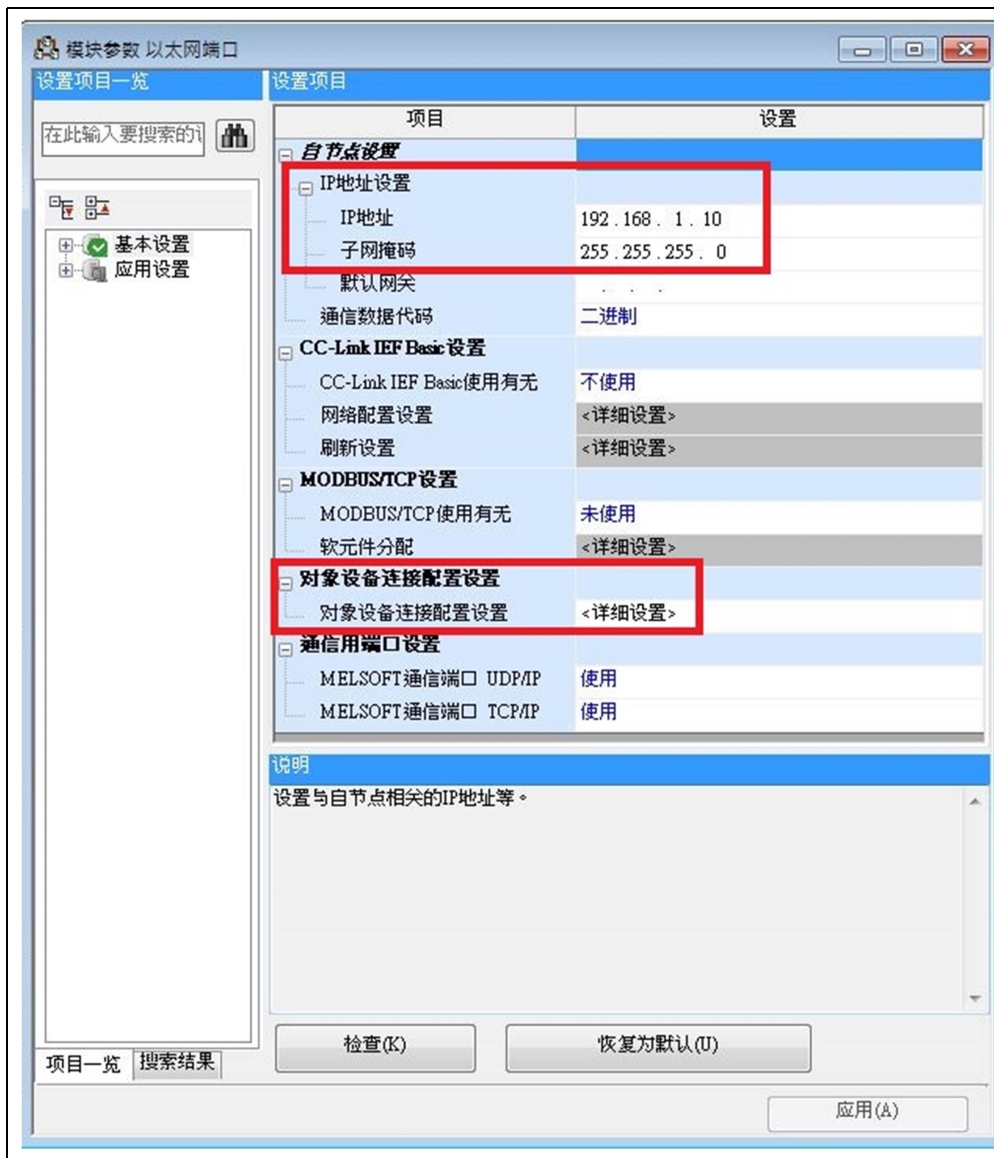 模块参数 以太网端口
设置项目一览
设置项目
在此输入要搜索的
项目 设置
自节点设置
IP地址设置
IP地址 192.168. 1. 10
子网掩码 255.255.255. 0
默认网关 . . .
通信数据代码 二进制
CC-Link IEF Basic设置
CC-Link IEF Basic使用有无 不使用
网络配置设置 <详细设置>
刷新设置 <详细设置>
MODBUS/TCP设置
MODBUS/TCP使用有无 未使用
软元件分配 <详细设置>
对象设备连接配置设置
对象设备连接配置设置 <详细设置>
通信用端口设置
MELSOFT通信端口 UDP/IP 使用
MELSOFT通信端口 TCP/IP 使用
基本设置
应用设置
说明
设置与自节点相关的IP地址等。
检查(K) 恢复为默认(U)
项目一览 搜索结果
应用(A)